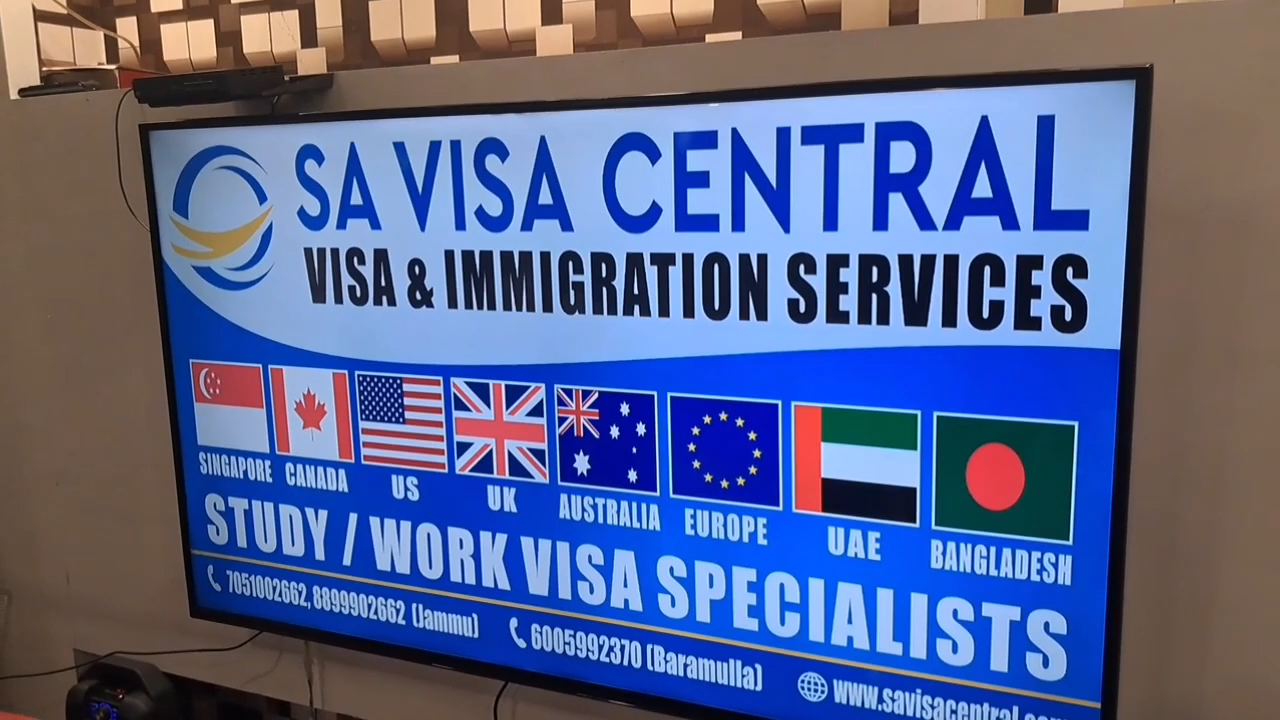 SA VISA CENTRAL
VISA & IMMIGRATION SERVICES
SINGAPORE CANADA US UK AUSTRALIA EUROPE UAE BANGLADESH
STUDY / WORK VISA SPECIALISTS
7051002662, 8899902662 (Jammu) 6005992370 (Baramulla)
www.savisacentral.com